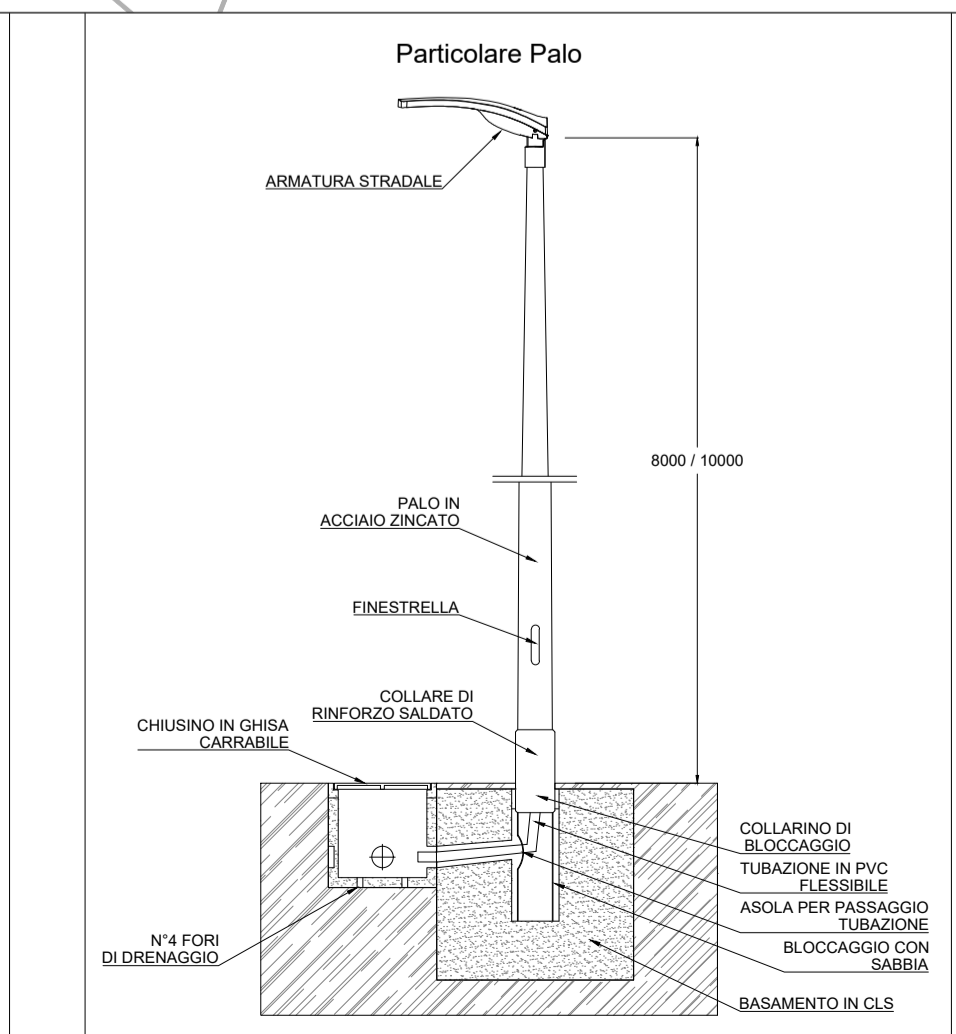 Particolare Palo
ARMATURA STRADALE
8000 / 10000
PALO IN
ACCIAIO ZINCATO
FINESTRELLA
COLLARE DI
RINFORZO SALDATO
CHIUSINO IN GHISA
CARRABILE
COLLARINO DI
BLOCCAGGIO
TUBAZIONE IN PVC
FLESSIBILE
ASOLA PER PASSAGGIO
TUBAZIONE
N°4 FORI
DI DRENAGGIO
BLOCCAGGIO CON
SABBIA
BASAMENTO IN CLS